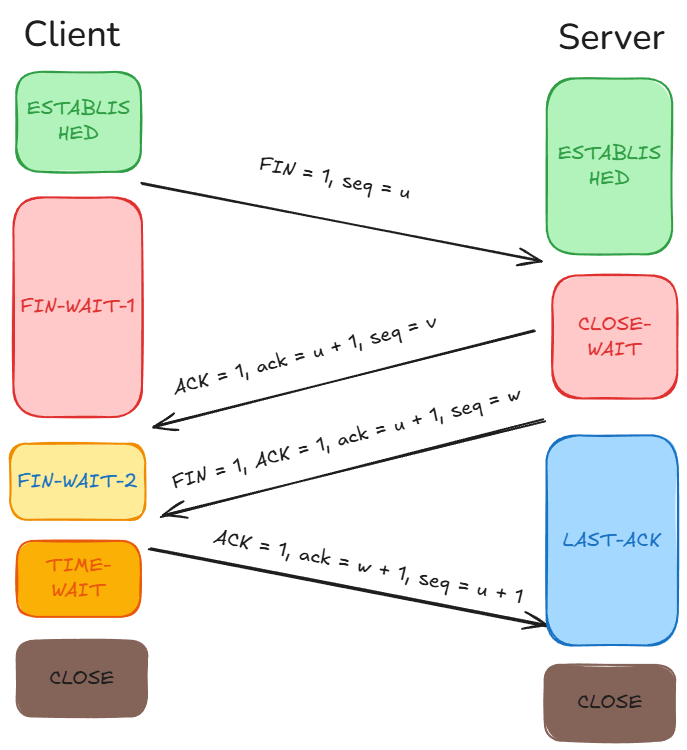 Client
Server
ESTABLIS
HED
ESTABLIS
HED
FIN = 1, seq = u
FIN-WAIT-1
CLOSE-
WAIT
ACK = 1, ack = u + 1, seq = v
FIN = 1, ACK = 1, ack = u + 1, seq = w
FIN-WAIT-2
LAST-ACK
ACK = 1, ack = w + 1, seq = u + 1
TIME-
WAIT
CLOSE
CLOSE